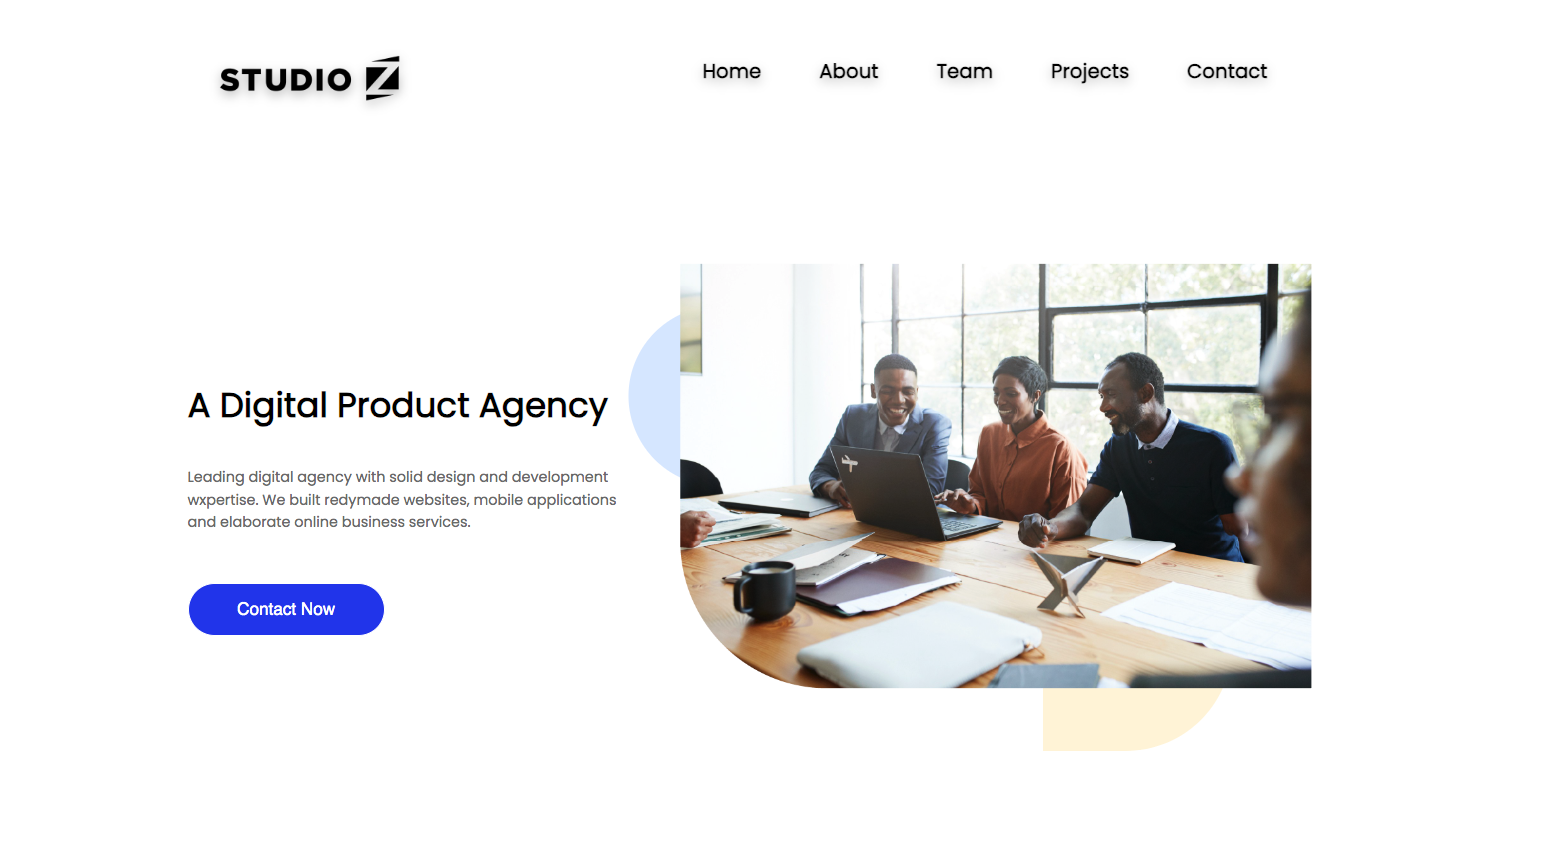 STUDIO Z
Home About Team Projects Contact
A Digital Product Agency
Leading digital agency with solid design and development
wxpertise. We built redymade websites, mobile applications
and elaborate online business services.
Contact Now